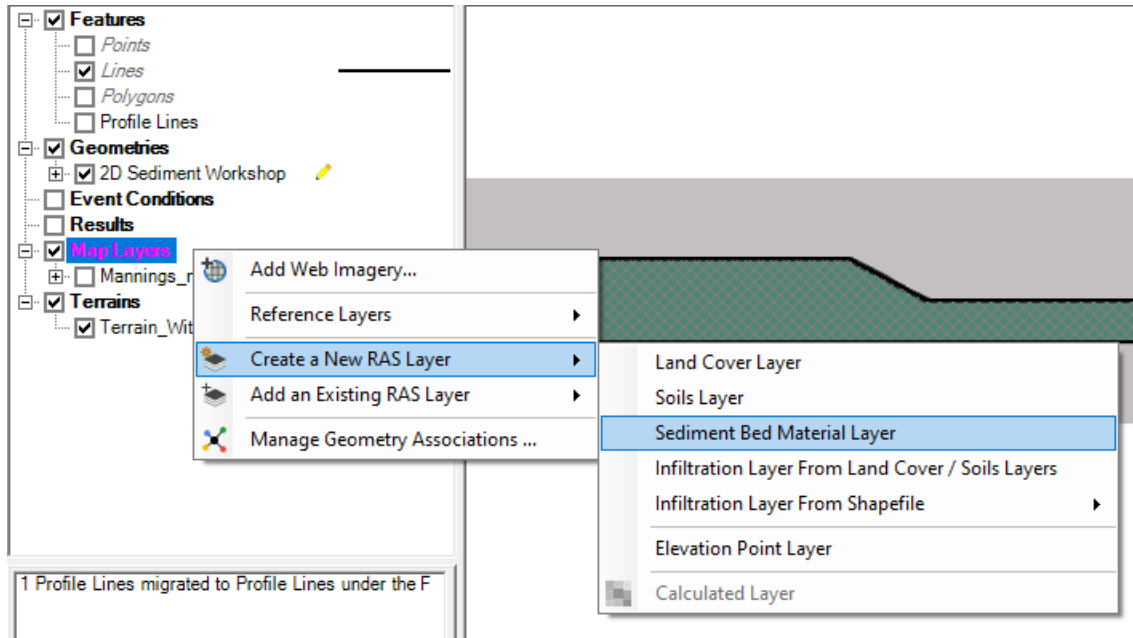 Features
Points
Lines
Polygons
Profile Lines
Geometries
2D Sediment Workshop
Event Conditions
Results
Map Layers
Mannings_r
Terrains
Terrain_Wit
Add Web Imagery...
Reference Layers
Create a New RAS Layer
Add an Existing RAS Layer
Manage Geometry Associations ...
Land Cover Layer
Soils Layer
Sediment Bed Material Layer
Infiltration Layer From Land Cover / Soils Layers
Infiltration Layer From Shapefile
Elevation Point Layer
Calculated Layer
1 Profile Lines migrated to Profile Lines under the F